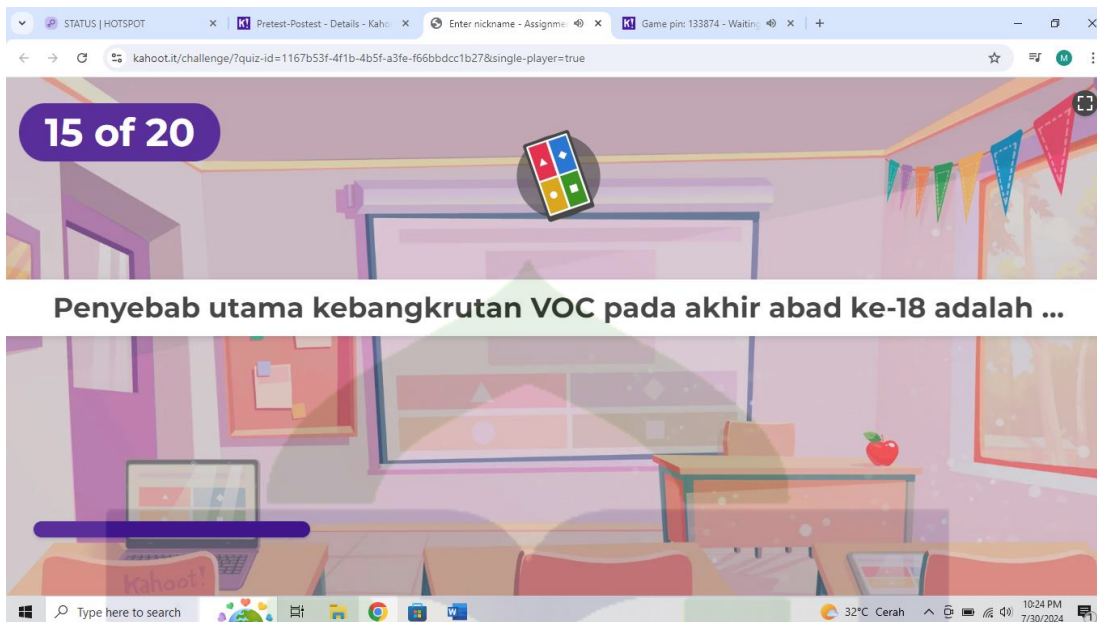 STATUS | HOTSPOT
Pretest-Postest - Details - Kaho
Enter nickname - Assignme
Game pin: 133874 - Waiting
kahoot.it/challenge/?quiz-id=1167b53f-4f1b-4b5f-a3fe-f66bbdcc1b27&single-player=true
M
15 of 20
Penyebab utama kebangkrutan VOC pada akhir abad ke-18 adalah ...
Kahoot!
Type here to search
32°C Cerah
10:24 PM
7/30/2024